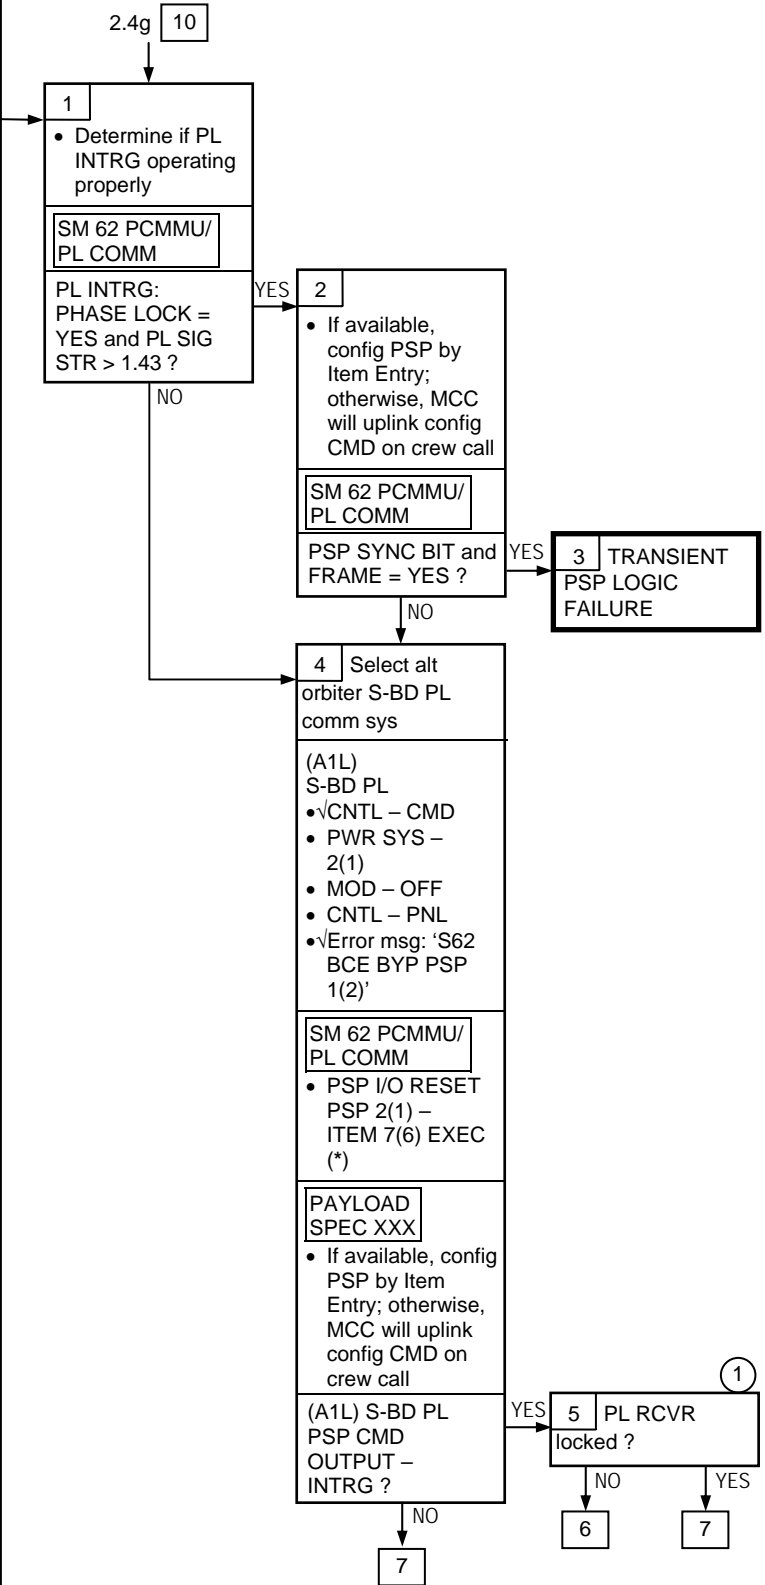 2.4g 10
1
• Determine if PL
INTRG operating
properly
SM 62 PCMMU/
PL COMM
PL INTRG:
PHASE LOCK =
YES and PL SIG
STR > 1.43 ?
YES
NO
2
• If available,
config PSP by
Item Entry;
otherwise, MCC
will uplink config
CMD on crew call
SM 62 PCMMU/
PL COMM
PSP SYNC BIT and
FRAME = YES ?
YES
NO
3 TRANSIENT
PSP LOGIC
FAILURE
4 Select alt
orbiter S-BD PL
comm sys
(A1L)
S-BD PL
•√CNTL – CMD
• PWR SYS –
2(1)
• MOD – OFF
• CNTL – PNL
•√Error msg: ‘S62
BCE BYP PSP
1(2)’
SM 62 PCMMU/
PL COMM
• PSP I/O RESET
PSP 2(1) –
ITEM 7(6) EXEC
(*)
PAYLOAD
SPEC XXX
• If available, config
PSP by Item
Entry; otherwise,
MCC will uplink
config CMD on
crew call
(A1L) S-BD PL
PSP CMD
OUTPUT –
INTRG ?
YES
NO
7
1
5 PL RCVR
locked ?
NO
YES
6
7